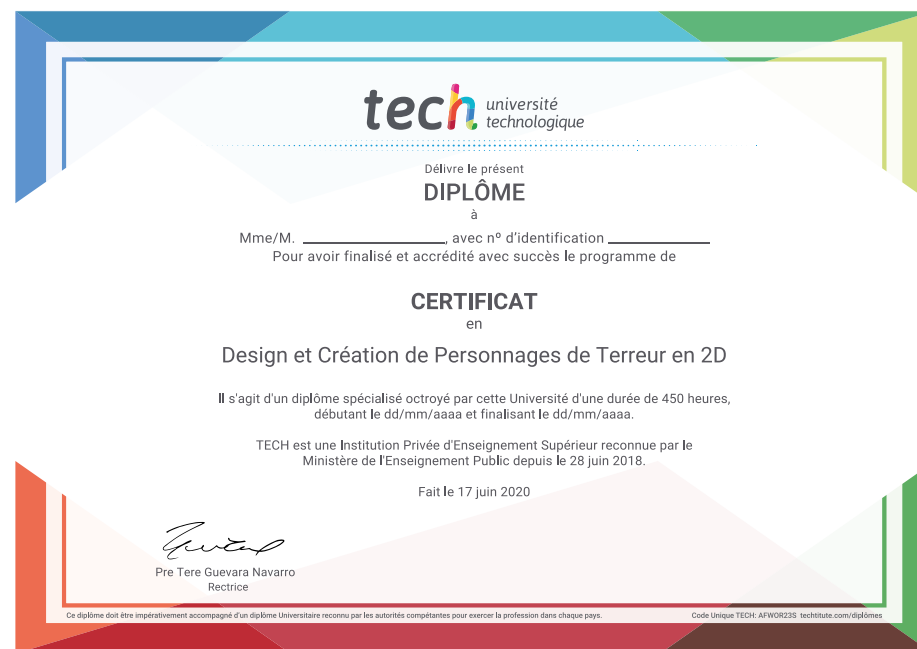 tech université
technologique
Délivre le présent
DIPLÔME
à
Mme/M. ____________________, avec nº d'identification ______________
Pour avoir finalisé et accrédité avec succès le programme de
CERTIFICAT
en
Design et Création de Personnages de Terreur en 2D
Il s'agit d'un diplôme spécialisé octroyé par cette Université d'une durée de 450 heures,
débutant le dd/mm/aaaa et finalisant le dd/mm/aaaa.
TECH est une Institution Privée d'Enseignement Supérieur reconnue par le
Ministère de l'Enseignement Public depuis le 28 juin 2018.
Fait le 17 juin 2020
Pre Tere Guevara Navarro
Rectrice
Ce diplôme doit être impérativement accompagné d'un diplôme Universitaire reconnu par les autorités compétentes pour exercer la profession dans chaque pays.
Code Unique TECH: AFWOR23S techtitute.com/diplômes